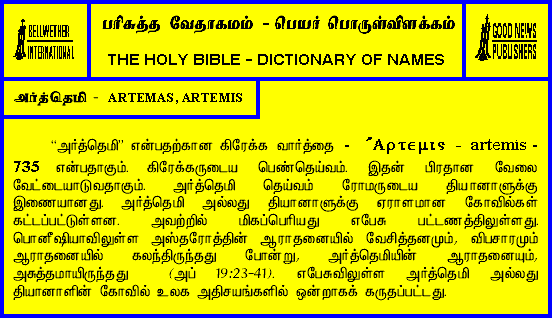 BELLWETHER
INTERNATIONAL
பரிசுத்த வேதாகமம் - பெயர் பொருள்விளக்கம்
THE HOLY BIBLE - DICTIONARY OF NAMES
GOOD NEWS
PUBLISHERS
அர்த்தெமி - ARTEMAS, ARTEMIS
“அர்த்தெமி” என்பதற்கான கிரேக்க வார்த்தை - Ἄρτεμις - artemis -
735 என்பதாகும். கிரேக்கருடைய பெண்தெய்வம். இதன் பிரதான வேலை
வேட்டையாடுவதாகும். அர்த்தெமி தெய்வம் ரோமருடைய தியானாளுக்கு
இணையானது. அர்த்தெமி அல்லது தியானாளுக்கு ஏராளமான கோவில்கள்
கட்டப்பட்டுள்ளன. அவற்றில் மிகப்பெரியது எபேசு பட்டணத்திலுள்ளது.
பொனீஷியாவிலுள்ள அஸ்தரோத்தின் ஆராதனையில் வேசித்தனமும், விபசாரமும்
ஆராதனையில் கலந்திருந்தது போன்று, அர்த்தெமியின் ஆராதனையும்,
அசுத்தமாயிருந்தது (அப் 19:23-41). எபேசுவிலுள்ள அர்த்தெமி அல்லது
தியானாளின் கோவில் உலக அதிசயங்களில் ஒன்றாகக் கருதப்பட்டது.